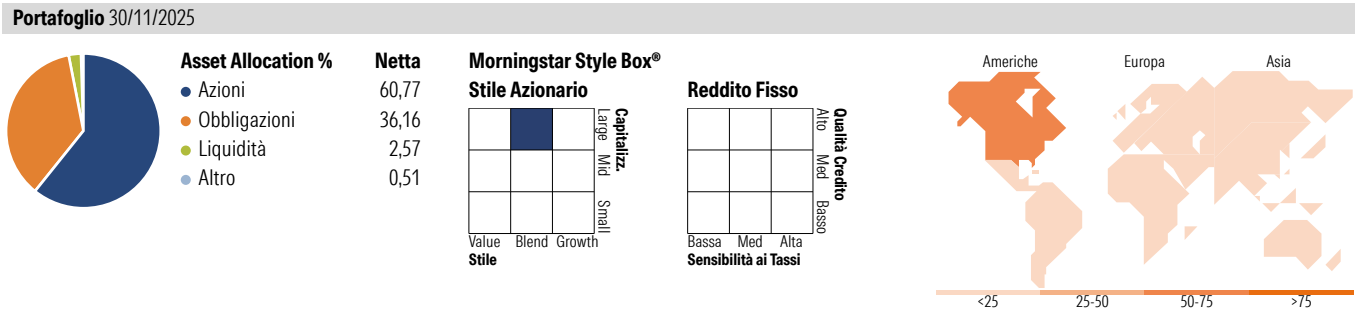 Portafoglio 30/11/2025
Asset Allocation % Netta
Azioni 60,77
Obbligazioni 36,16
Liquidità 2,57
Altro 0,51
Morningstar Style Box®
Stile Azionario
Large Mid Small
Capitalizz.
Value Blend Growth
Stile
Reddito Fisso
Alto Med Basso
Qualità Credito
Bassa Med Alta
Sensibilità ai Tassi
Americhe Europa Asia
<25 25-50 50-75 >75